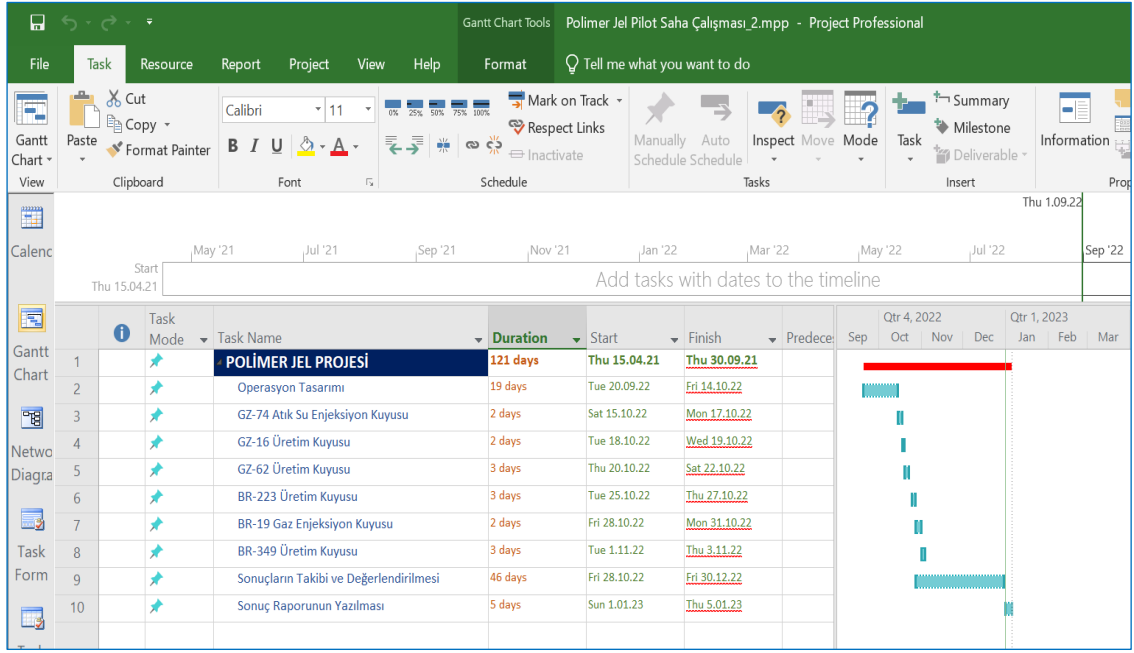 Gantt Chart Tools Polimer Jel Pilot Saha Çalışması_2.mpp - Project Professional
File Task Resource Report Project View Help Format Tell me what you want to do
Gantt Chart
View
Paste
Cut
Copy
Format Painter
Clipboard
Calibri 11
B I U A
Font
0% 25% 50% 75% 100%
Mark on Track
Respect Links
Inactivate
Schedule
Manually Schedule
Auto Schedule
Inspect
Move
Mode
Tasks
Task
Summary
Milestone
Deliverable
Insert
Information
Thu 1.09.22
May '21 Jul '21 Sep '21 Nov '21 Jan '22 Mar '22 May '22 Jul '22 Sep '22
Start
Thu 15.04.21
Add tasks with dates to the timeline
Calenc
Gantt
Chart
Netwo
Diagra
Task
Form
Task Mode Task Name Duration Start Finish Predece
Qtr 4, 2022 Qtr 1, 2023
Sep Oct Nov Dec Jan Feb Mar
1 POLİMER JEL PROJESİ 121 days Thu 15.04.21 Thu 30.09.21
2 Operasyon Tasarımı 19 days Tue 20.09.22 Fri 14.10.22
3 GZ-74 Atık Su Enjeksiyon Kuyusu 2 days Sat 15.10.22 Mon 17.10.22
4 GZ-16 Üretim Kuyusu 2 days Tue 18.10.22 Wed 19.10.22
5 GZ-62 Üretim Kuyusu 3 days Thu 20.10.22 Sat 22.10.22
6 BR-223 Üretim Kuyusu 3 days Tue 25.10.22 Thu 27.10.22
7 BR-19 Gaz Enjeksiyon Kuyusu 2 days Fri 28.10.22 Mon 31.10.22
8 BR-349 Üretim Kuyusu 3 days Tue 1.11.22 Thu 3.11.22
9 Sonuçların Takibi ve Değerlendirilmesi 46 days Fri 28.10.22 Fri 30.12.22
10 Sonuç Raporunun Yazılması 5 days Sun 1.01.23 Thu 5.01.23